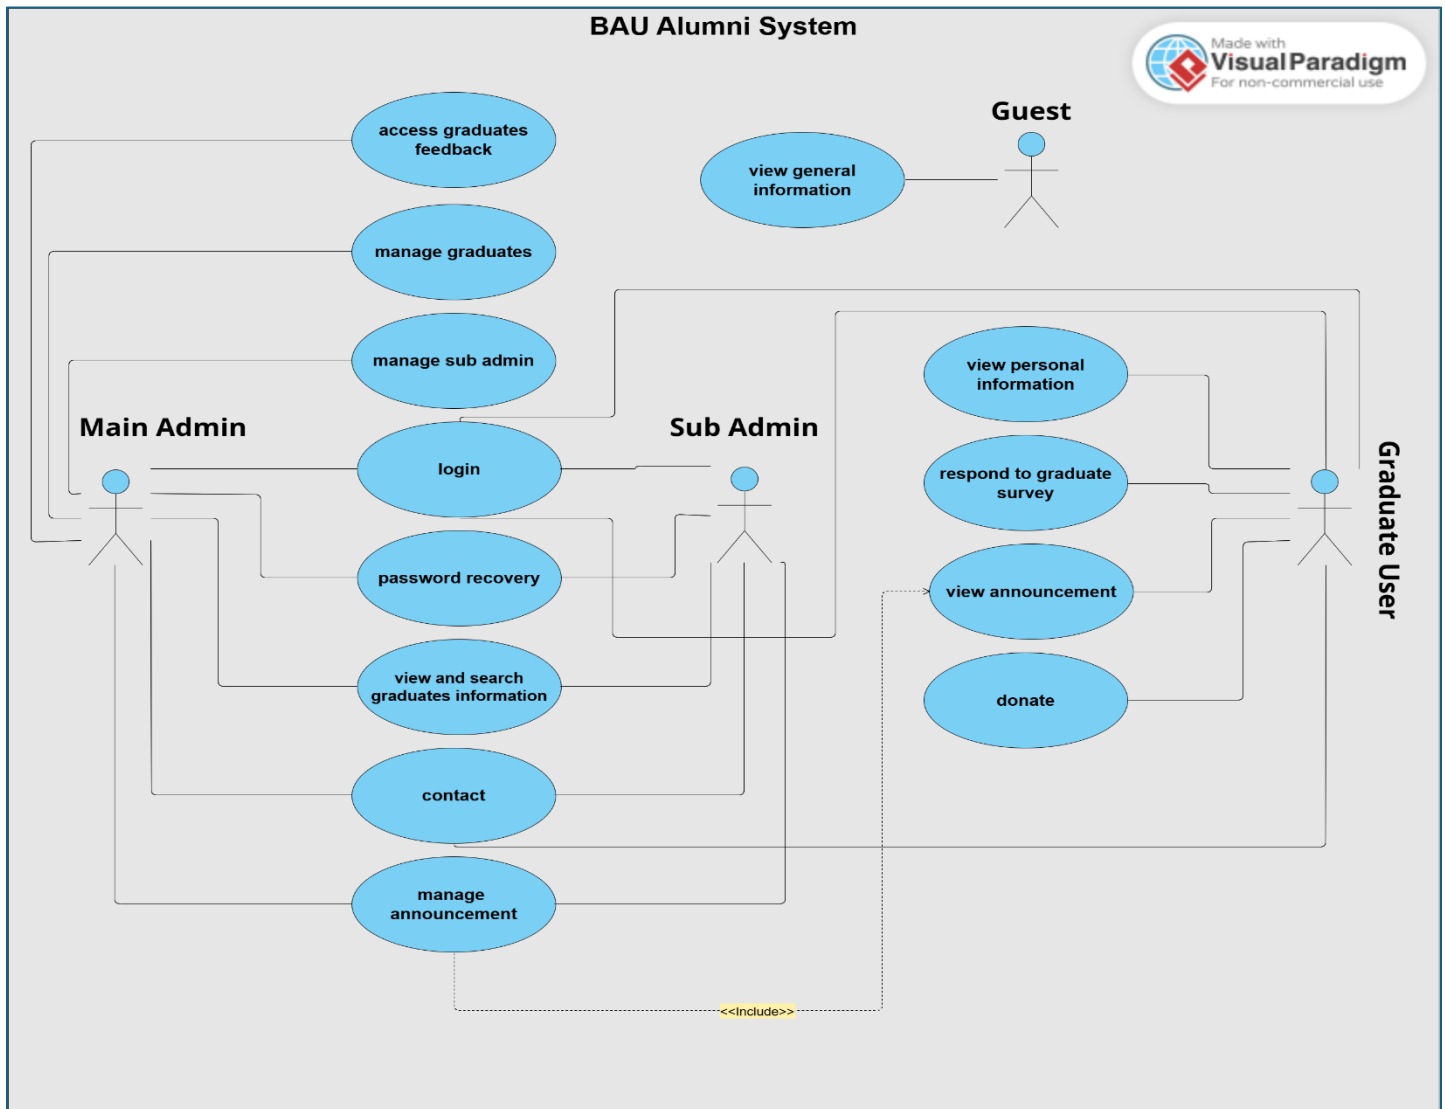 BAU Alumni System
Made with
Visual Paradigm
For non-commercial use
Guest
access graduates
feedback
view general
information
manage graduates
manage sub admin
view personal
information
Main Admin
Sub Admin
login
respond to graduate
survey
Graduate User
password recovery
view announcement
view and search
graduates information
donate
contact
manage
announcement
<<Include>>